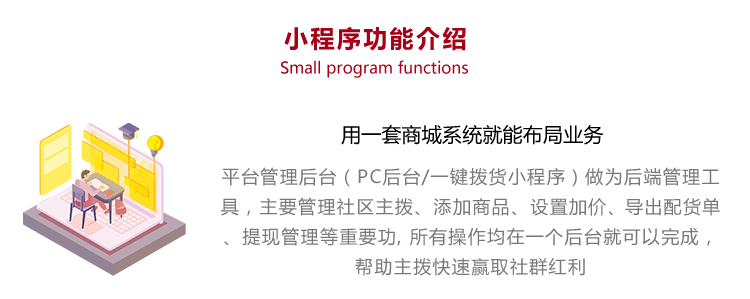 小程序功能介绍
Small program functions
用一套商城系统就能布局业务
平台管理后台（PC后台/一键拨货小程序）做为后端管理工
具，主要管理社区主拨、添加商品、设置加价、导出配货单
、提现管理等重要功, 所有操作均在一个后台就可以完成，
帮助主拨快速赢取社群红利